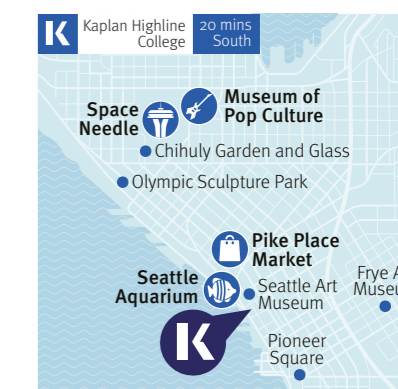 K
Kaplan Highline
College
20 mins
South
Space
Needle
Museum of
Pop Culture
Chihuly Garden and Glass
Olympic Sculpture Park
Pike Place
Market
Seattle
Aquarium
Seattle Art
Museum
Frye
K
Pioneer
Square